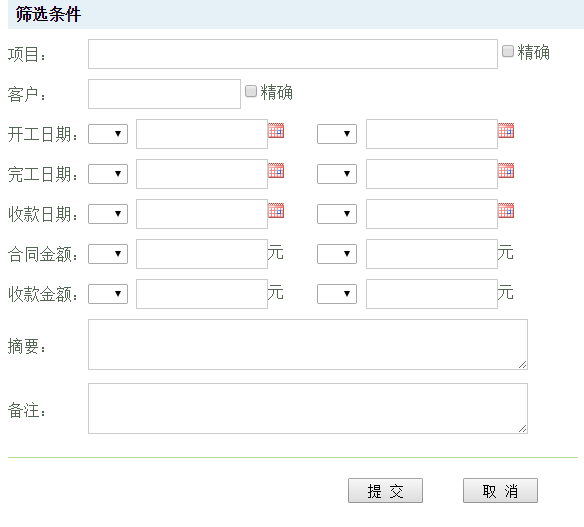 筛选条件
项目： 精确
客户： 精确
开工日期：
完工日期：
收款日期：
合同金额： 元 元
收款金额： 元 元
摘要：
备注：
提 交 取 消